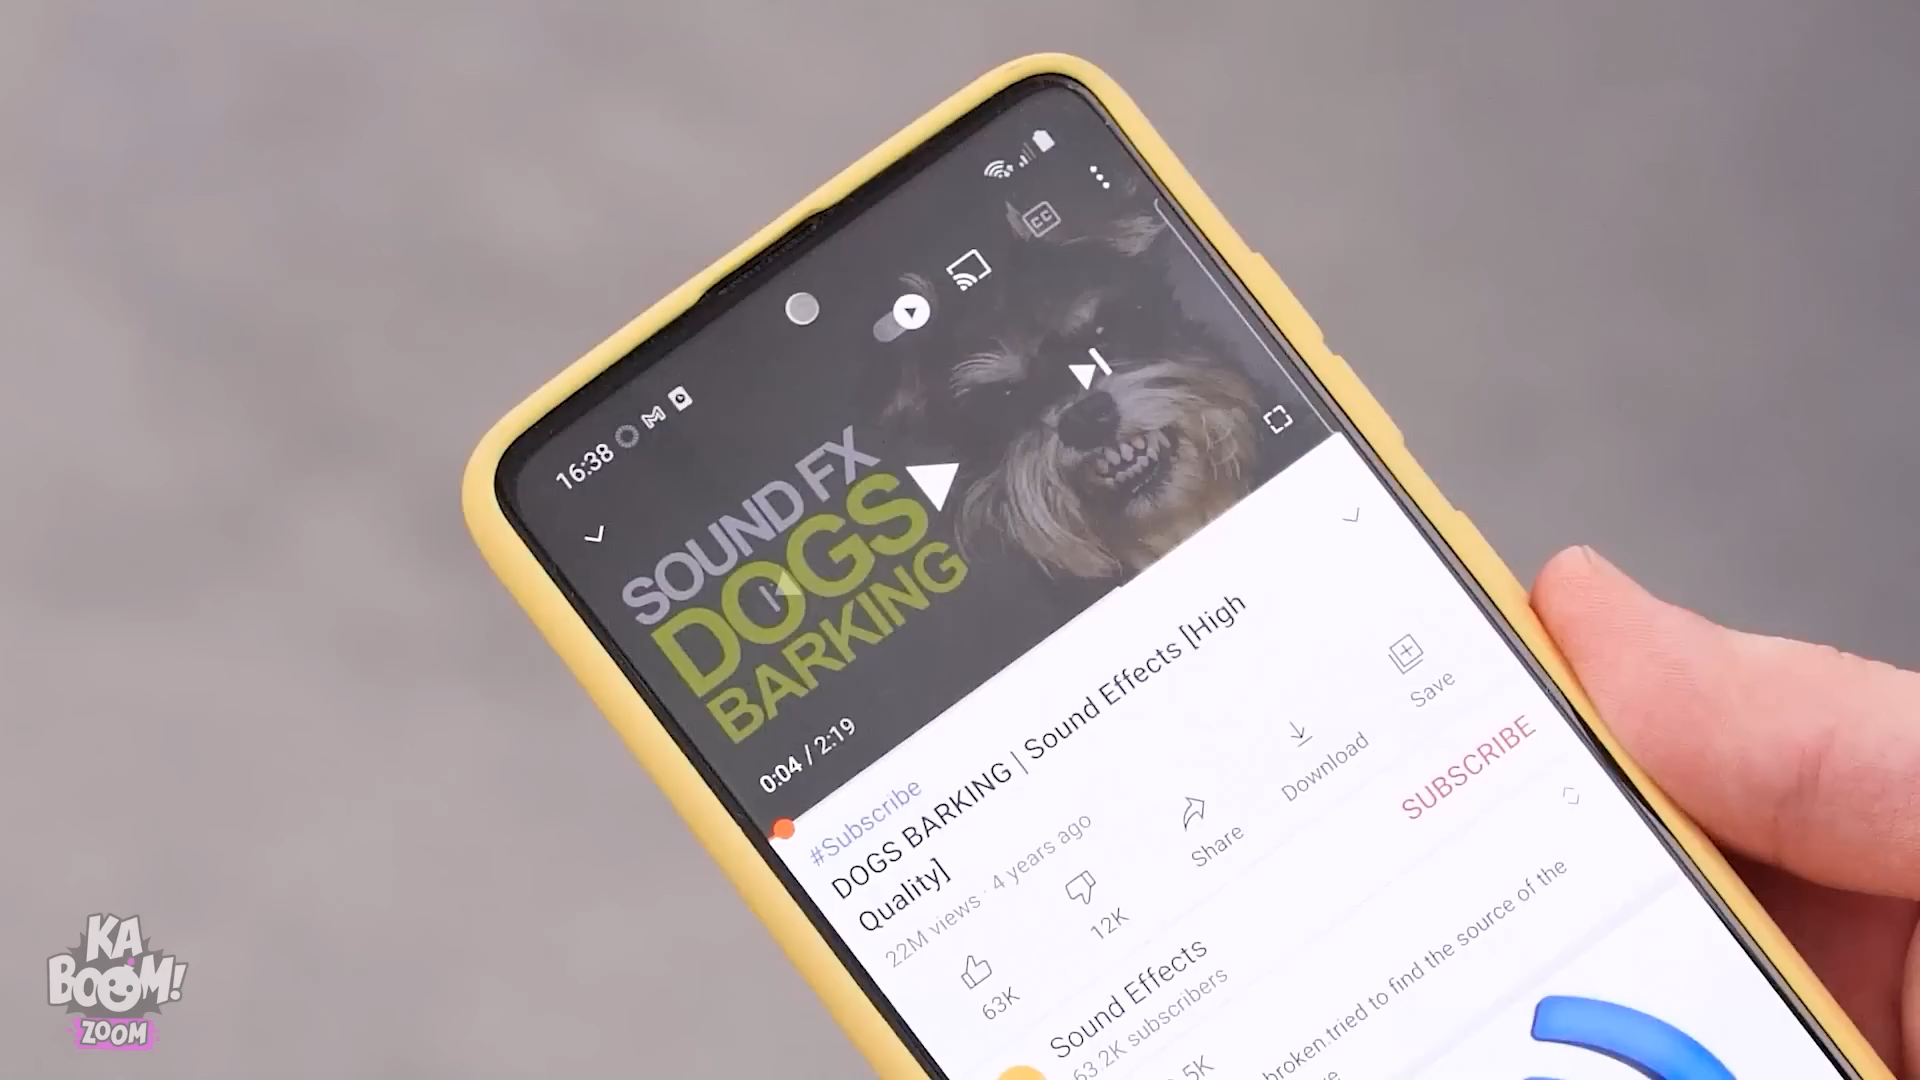 16:38
CC
SOUND FX
DOGS
BARKING
0:04 / 2:19
#Subscribe
DOGS BARKING | Sound Effects [High
Quality]
22M views · 4 years ago
63K
12K
Share
Download
Save
Sound Effects
63.2K subscribers
SUBSCRIBE
.5K
broken.tried to find the source of the
KA
BOOM!
ZOOM